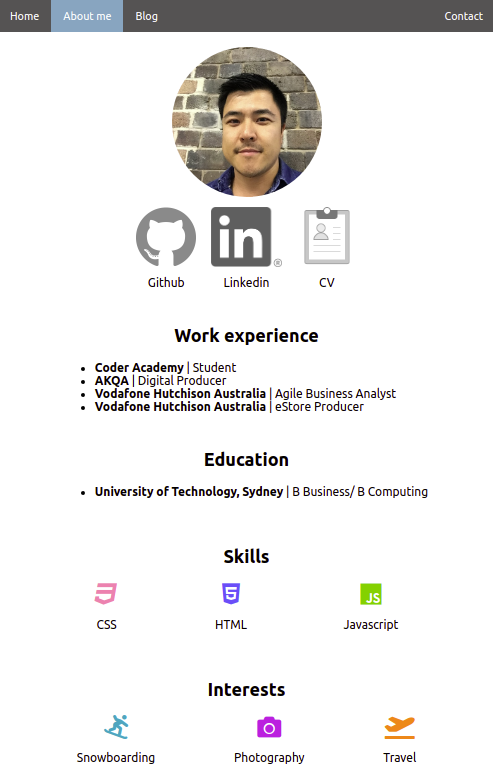 Home About me Blog Contact
in ®
Github Linkedin CV
Work experience
Coder Academy | Student
AKQA | Digital Producer
Vodafone Hutchison Australia | Agile Business Analyst
Vodafone Hutchison Australia | eStore Producer
Education
University of Technology, Sydney | B Business/ B Computing
Skills
3 5 JS
CSS HTML Javascript
Interests
Snowboarding Photography Travel